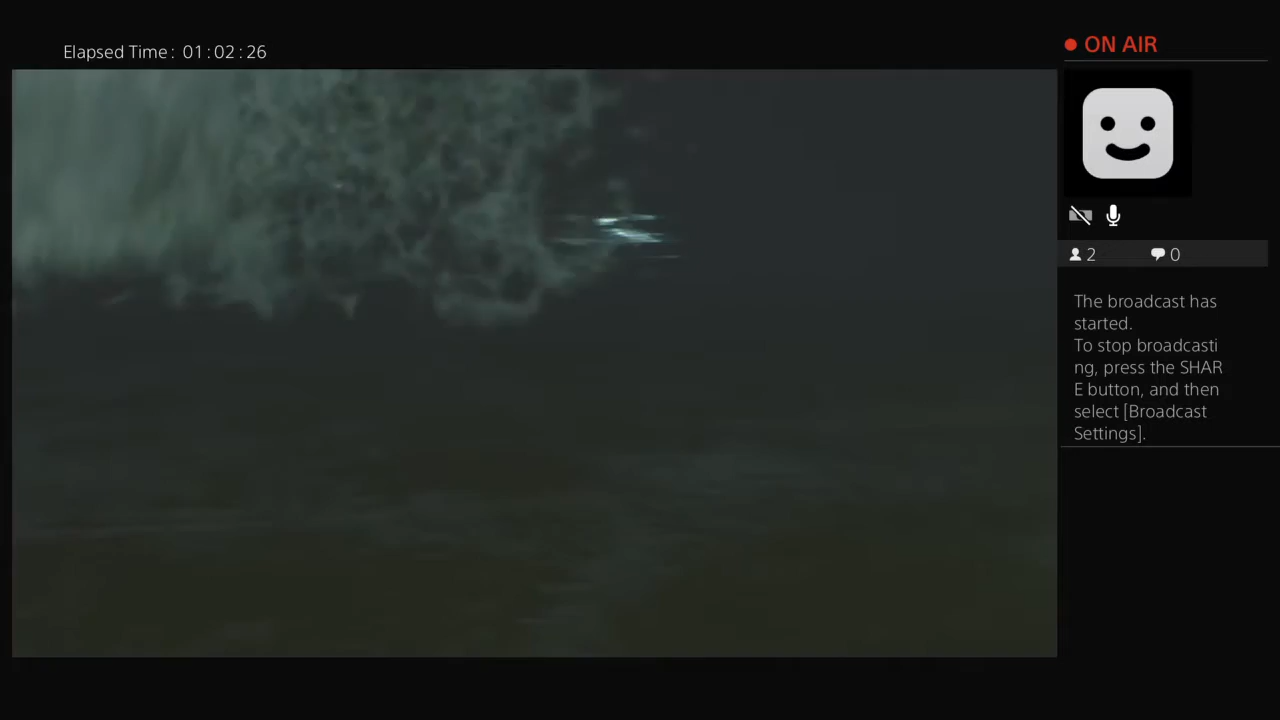 Elapsed Time: 01:02:26
ON AIR
2 0
The broadcast has
started.
To stop broadcasti
ng, press the SHAR
E button, and then
select [Broadcast
Settings].